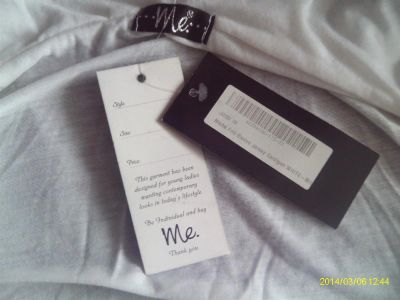 Me.
Style
Size
Price
This garment has been
designed for young ladies
wanting contemporary
looks in today's lifestyle
Be Individual and buy
Me.
Thank you.
2014/03/06 12:44